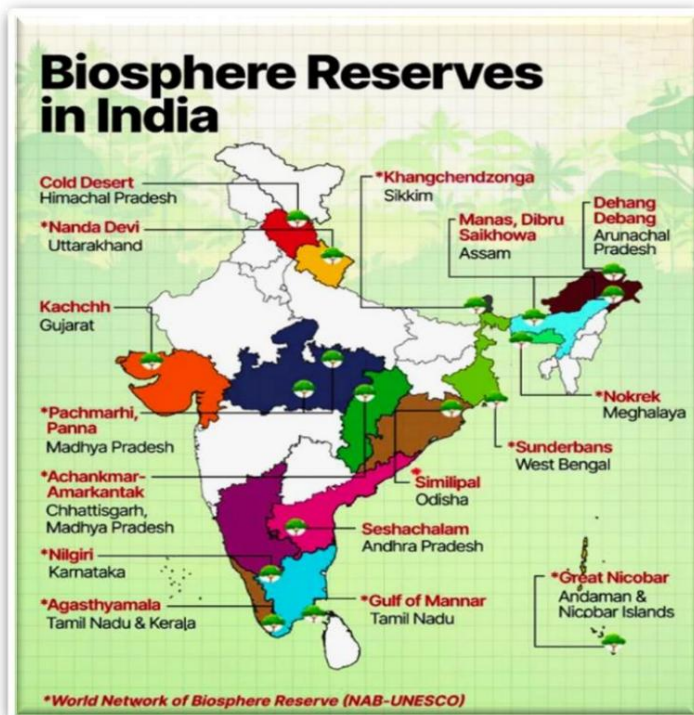 Biosphere Reserves
in India
Cold Desert
Himachal Pradesh
*Nanda Devi
Uttarakhand
Kachchh
Gujarat
*Khangchendzonga
Sikkim
Manas, Dibru
Saikhowa
Assam
Dehang
Debang
Arunachal
Pradesh
*Nokrek
Meghalaya
*Pachmarhi,
Panna
Madhya Pradesh
*Sunderbans
West Bengal
*Achankmar-
Amarkantak
Chhattisgarh,
Madhya Pradesh
*Similipal
Odisha
Seshachalam
Andhra Pradesh
*Nilgiri
Karnataka
*Agasthyamala
Tamil Nadu & Kerala
*Gulf of Mannar
Tamil Nadu
*Great Nicobar
Andaman &
Nicobar Islands
*World Network of Biosphere Reserve (NAB-UNESCO)